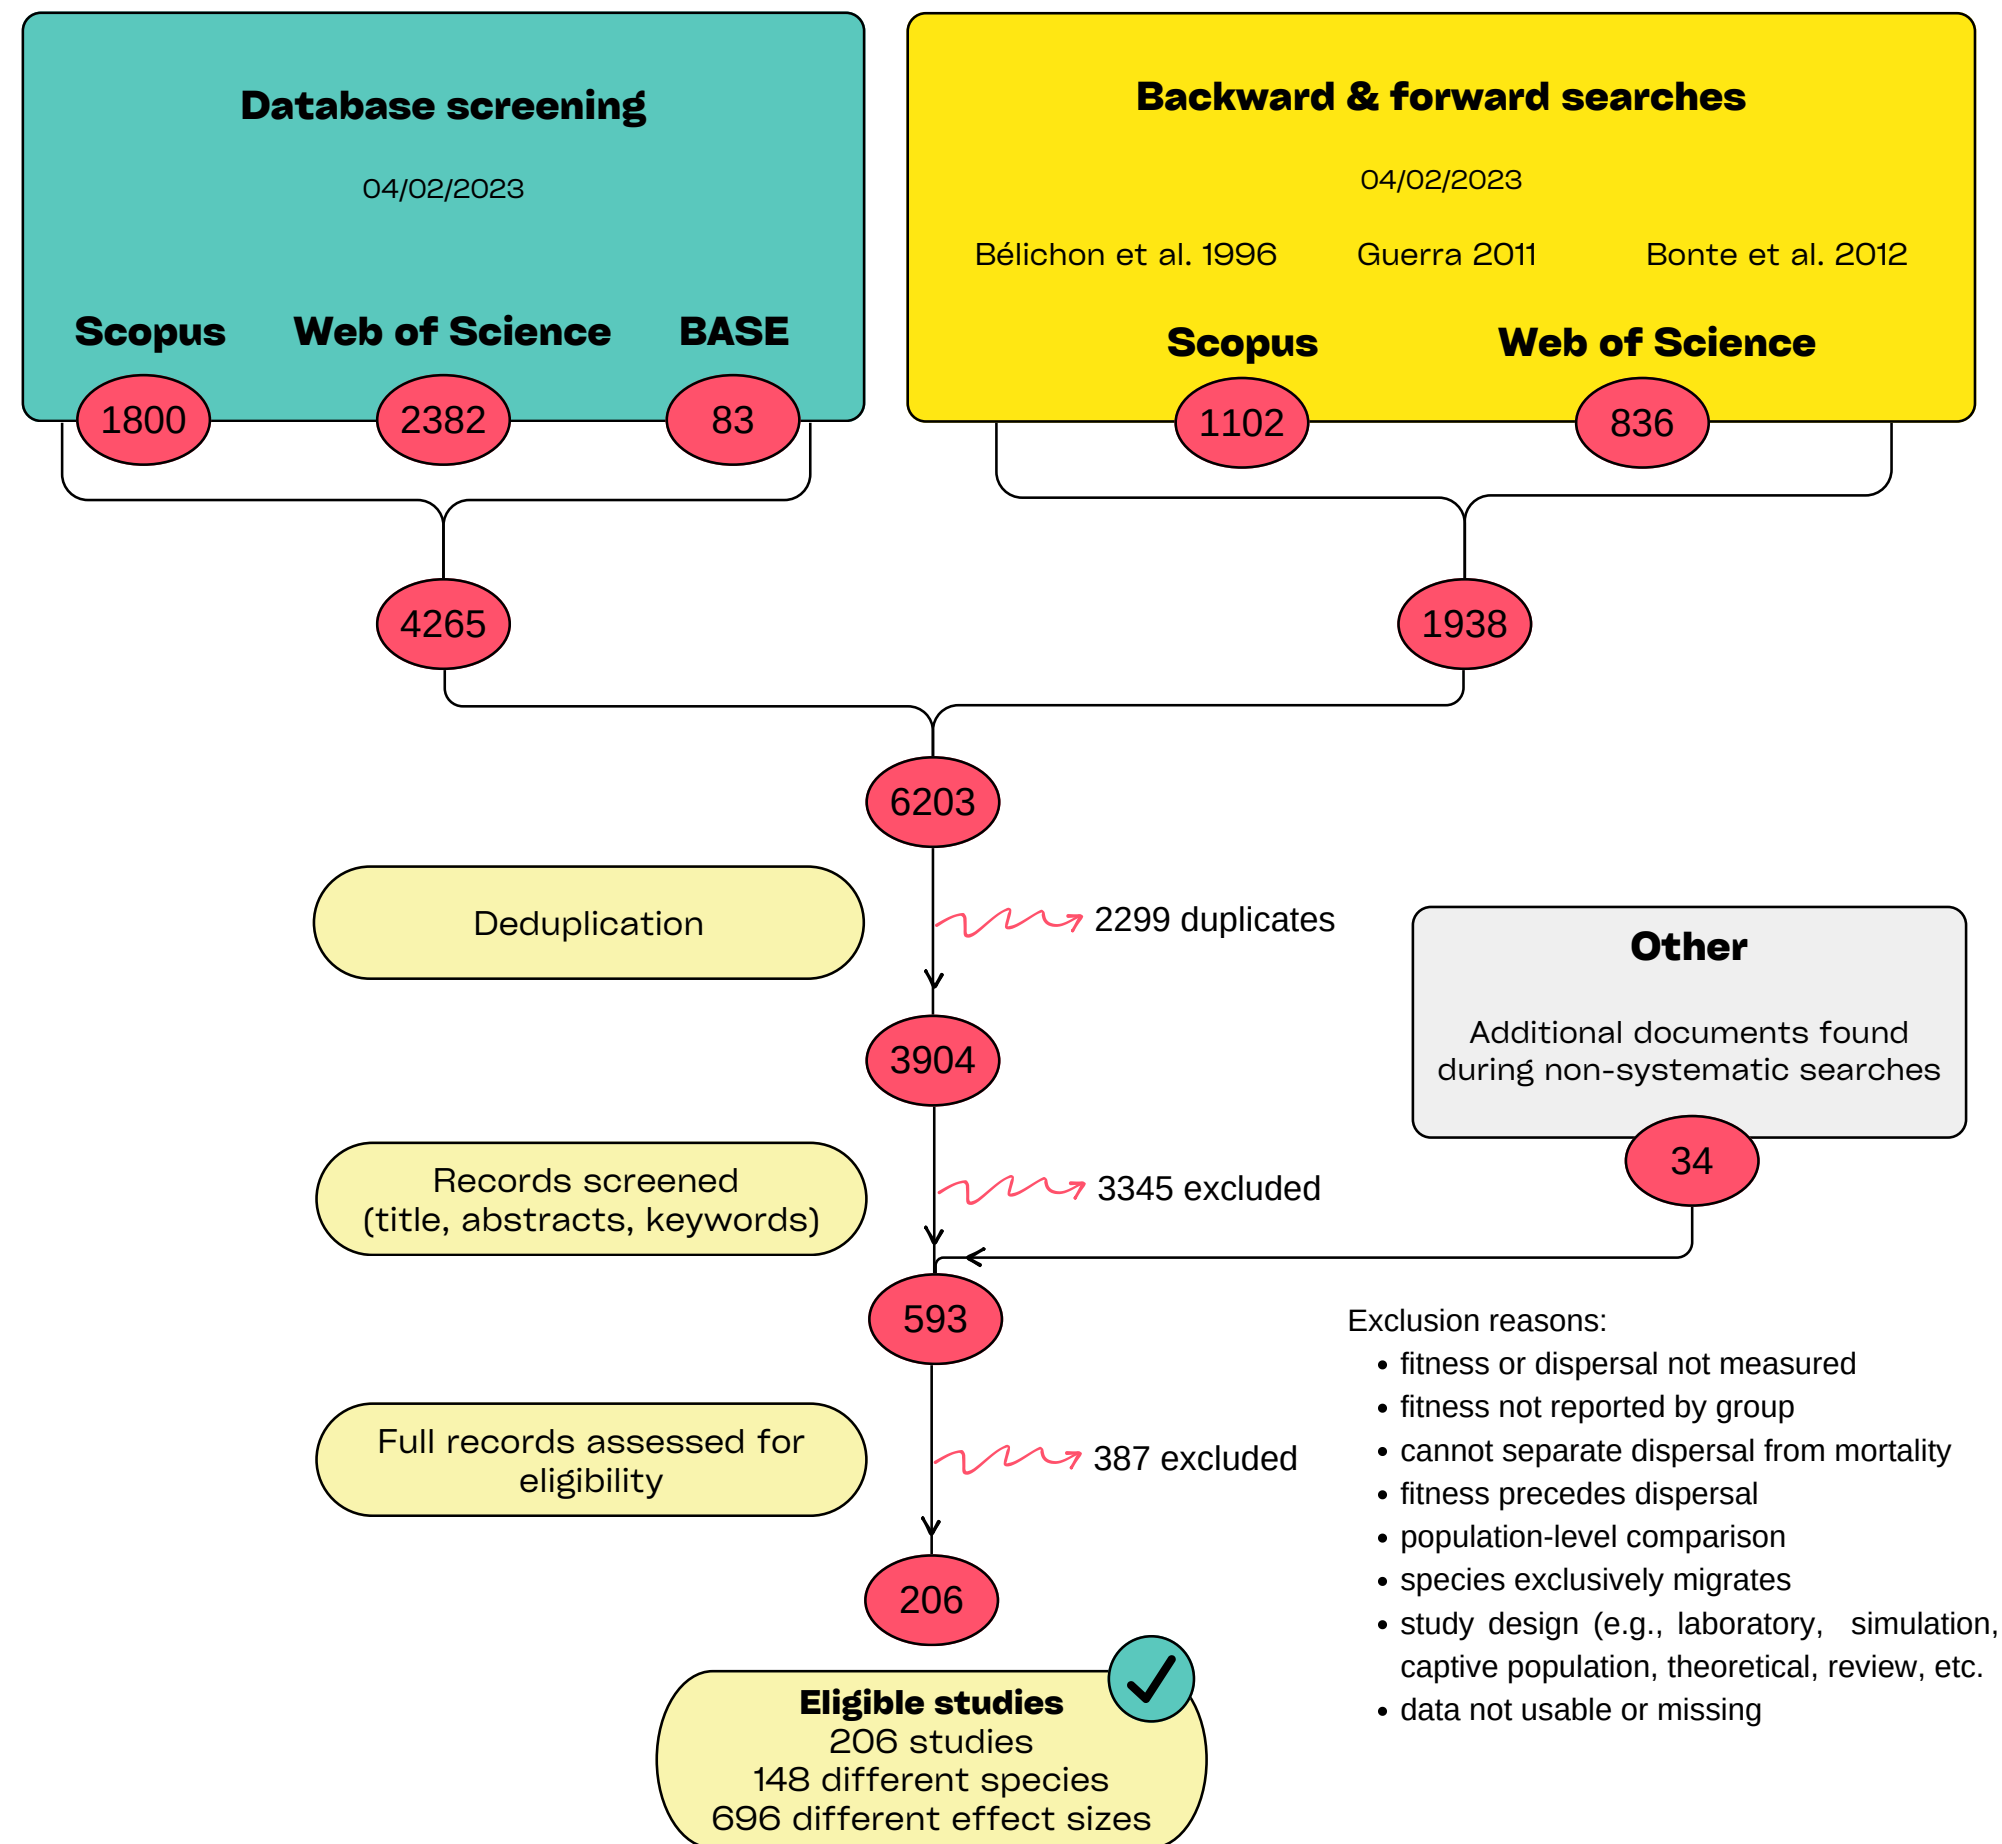 Database screening
04/02/2023
Scopus Web of Science BASE
1800 2382 83
Backward & forward searches
04/02/2023
Bélichon et al. 1996 Guerra 2011 Bonte et al. 2012
Scopus Web of Science
1102 836
4265 1938
6203
Deduplication
2299 duplicates
3904
Other
Additional documents found
during non-systematic searches
34
Records screened
(title, abstracts, keywords)
3345 excluded
593
Full records assessed for
eligibility
387 excluded
Exclusion reasons:
• fitness or dispersal not measured
• fitness not reported by group
• cannot separate dispersal from mortality
• fitness precedes dispersal
• population-level comparison
• species exclusively migrates
• study design (e.g., laboratory, simulation,
captive population, theoretical, review, etc.
• data not usable or missing
206
Eligible studies
206 studies
148 different species
696 different effect sizes